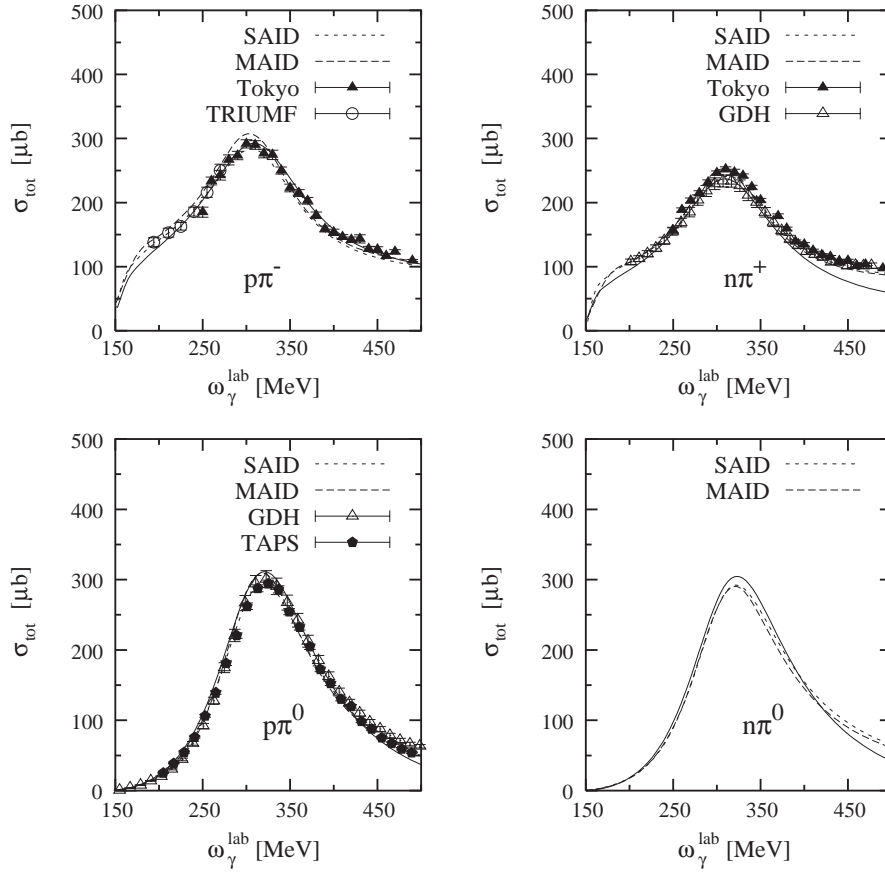 500
400
300
200
100
0
σtot [μb]
SAID
MAID
Tokyo
TRIUMF
pπ-
150 250 350 450
ωγlab [MeV]
500
400
300
200
100
0
σtot [μb]
SAID
MAID
Tokyo
GDH
nπ+
150 250 350 450
ωγlab [MeV]
500
400
300
200
100
0
σtot [μb]
SAID
MAID
GDH
TAPS
pπ0
150 250 350 450
ωγlab [MeV]
500
400
300
200
100
0
σtot [μb]
SAID
MAID
nπ0
150 250 350 450
ωγlab [MeV]